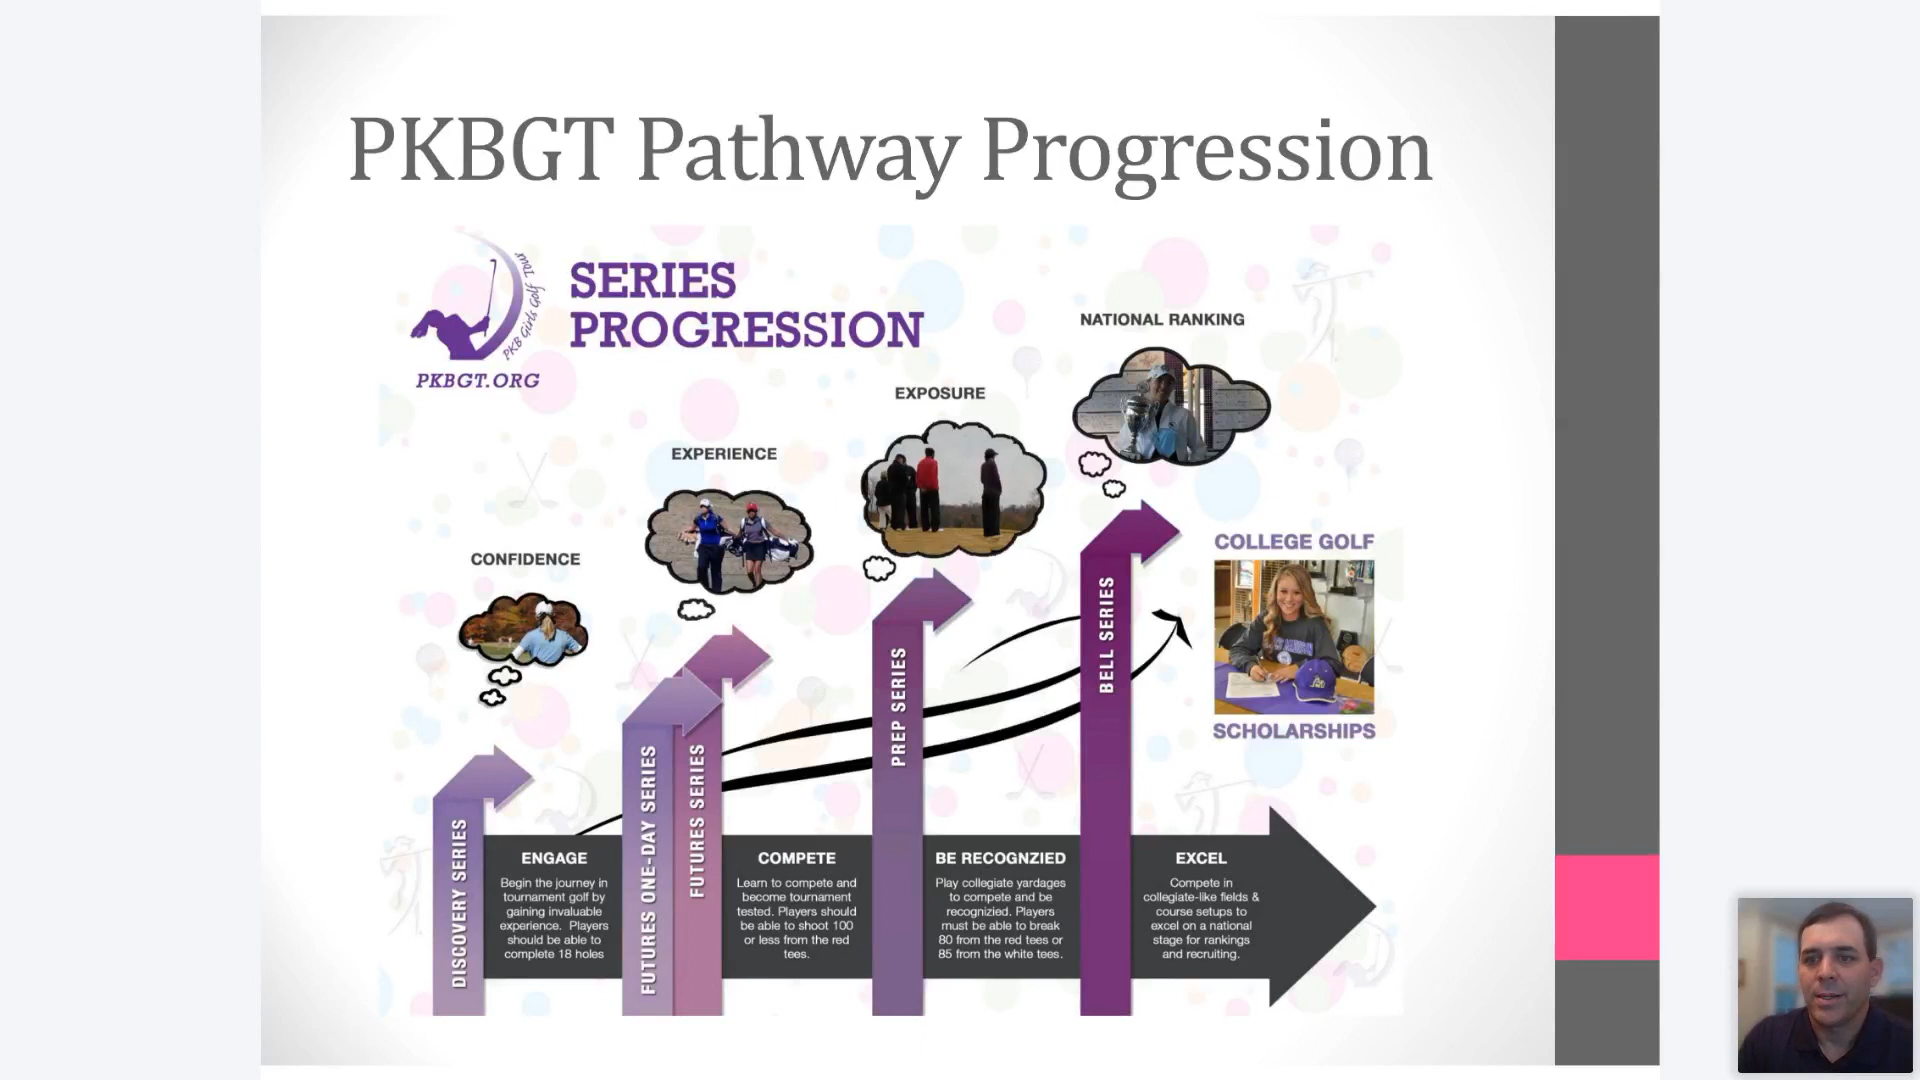 PKBGT Pathway Progression
PKB Girls Golf Tour
PKBGT.ORG
SERIES
PROGRESSION
NATIONAL RANKING
EXPOSURE
EXPERIENCE
CONFIDENCE
COLLEGE GOLF
SCHOLARSHIPS
DISCOVERY SERIES
ENGAGE
Begin the journey in
tournament golf by
gaining invaluable
experience. Players
should be able to
complete 18 holes
FUTURES ONE-DAY SERIES
FUTURES SERIES
COMPETE
Learn to compete and
become tournament
tested. Players should
be able to shoot 100
or less from the red
tees.
PREP SERIES
BE RECOGNZIED
Play collegiate yardages
to compete and be
recognizied. Players
must be able to break
80 from the red tees or
85 from the white tees.
BELL SERIES
EXCEL
Compete in
collegiate-like fields &
course setups to
excel on a national
stage for rankings
and recruiting.